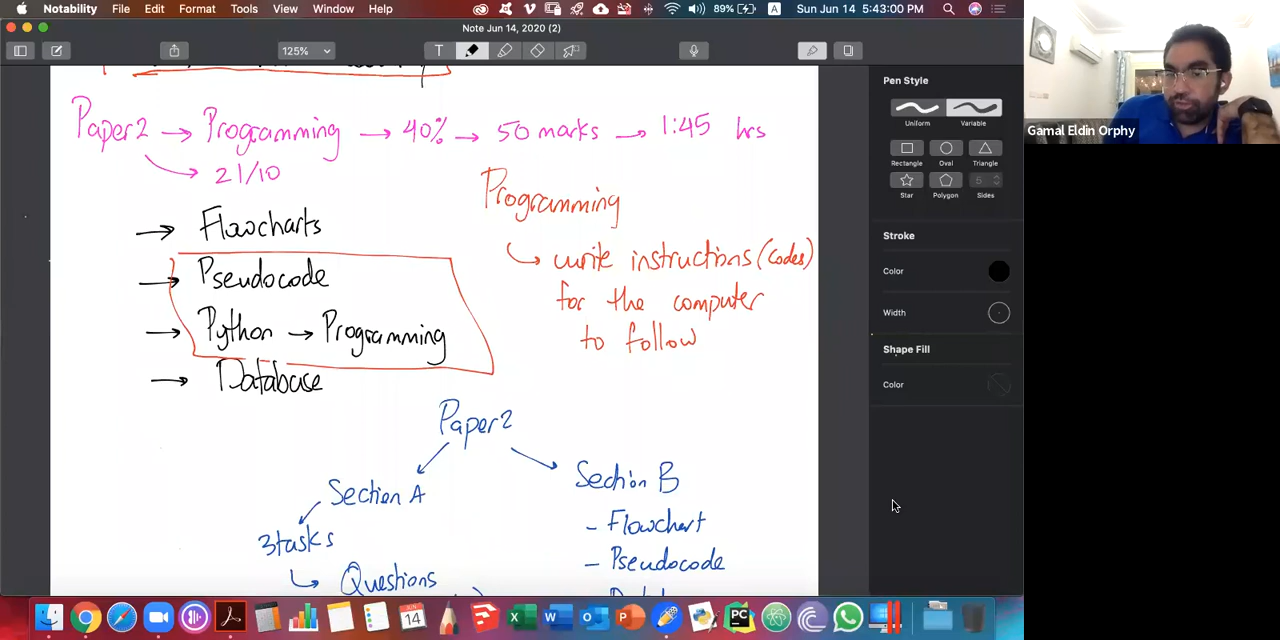 Notability File Edit Format Tools View Window Help 89% Sun Jun 14 5:43:00 PM
Note Jun 14, 2020 (2)
125%
Paper2 → Programming → 40% → 50 marks → 1:45 hrs
→ 21/10
→ Flowcharts
→ Pseudocode
→ Python → Programming
→ Database
Programming
→ write instructions (codes)
for the computer
to follow
Paper2
Section A
3 tasks
Questions
Section B
- Flowchart
- Pseudocode
Pen Style
Uniform Variable
Rectangle Oval Triangle
Star Polygon Sides
5
Stroke
Color
Width
Shape Fill
Color
Gamal Eldin Orphy